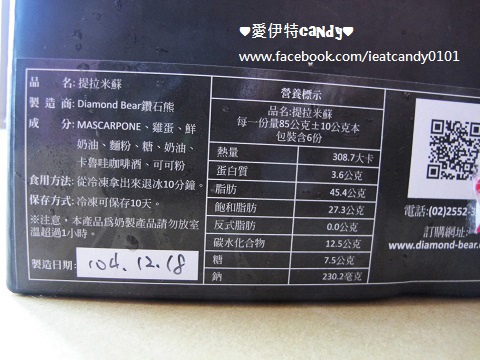 ♥愛伊特candy♥
www.facebook.com/ieatcandy0101
品 名:提拉米蘇
製 造 商:Diamond Bear鑽石熊
成 分:MASCARPONE、雞蛋、鮮
奶油、麵粉、糖、奶油、
卡魯哇咖啡酒、可可粉
食用方法:從冷凍拿出來退冰10分鐘。
保存方式:冷凍可保存10天。
※注意,本產品為奶製產品請勿放室
溫超過1小時。
製造日期: 104.12.18
營養標示
品名:提拉米蘇
每一份量85公克±10公克本
包裝含6份
熱量 308.7大卡
蛋白質 3.6公克
脂肪 45.4公克
飽和脂肪 27.3公克
反式脂肪 0.0公克
碳水化合物 12.5公克
糖 7.5公克
鈉 230.2毫克
電話:(02)2552-3
訂購網址:
www.diamond-bear.